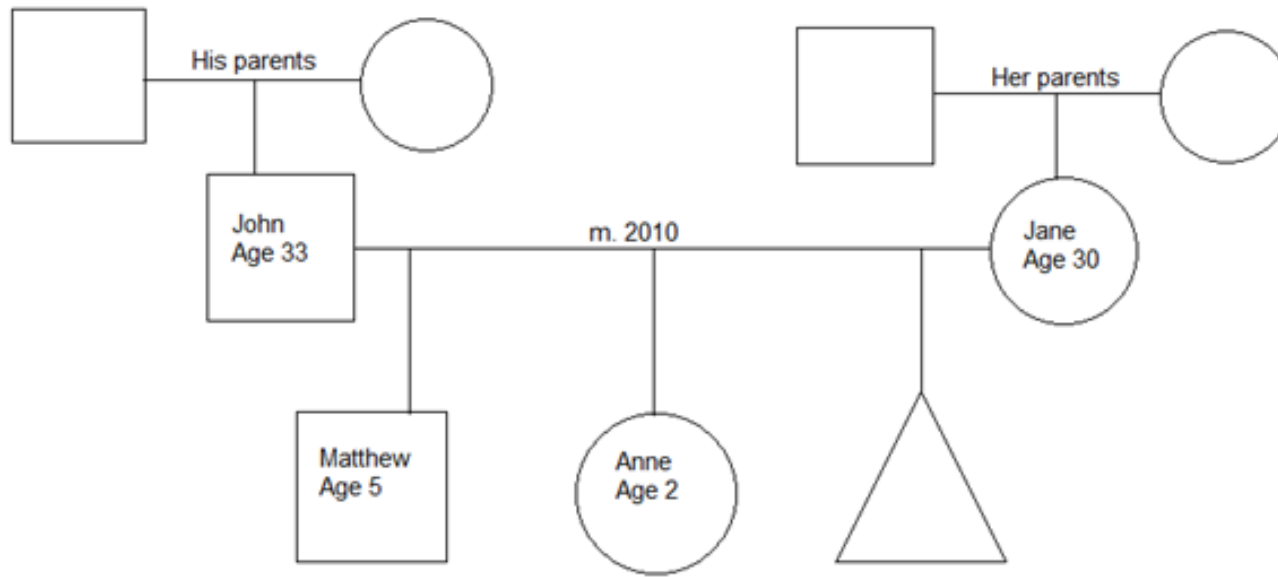 His parents
Her parents
John
Age 33
m. 2010
Jane
Age 30
Matthew
Age 5
Anne
Age 2